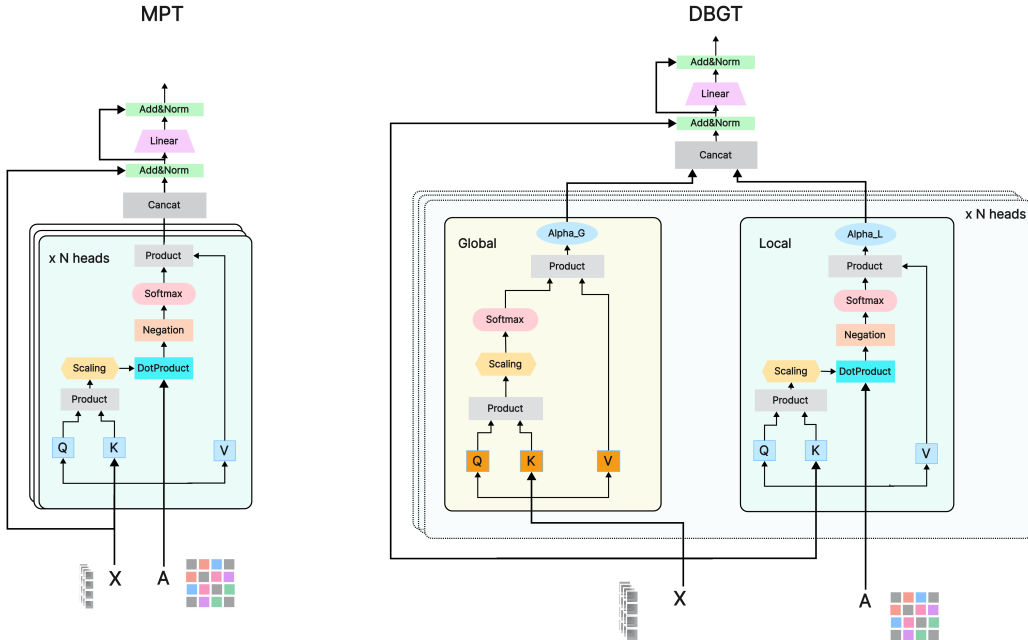 MPT
Add&Norm
Linear
Add&Norm
Cancat
x N heads
Product
Softmax
Negation
Scaling
DotProduct
Product
Q
K
V
X
A
DBGT
Add&Norm
Linear
Add&Norm
Cancat
x N heads
Global
Alpha_G
Product
Softmax
Scaling
Product
Q
K
V
Local
Alpha_L
Product
Softmax
Negation
Scaling
DotProduct
Product
Q
K
V
X
A